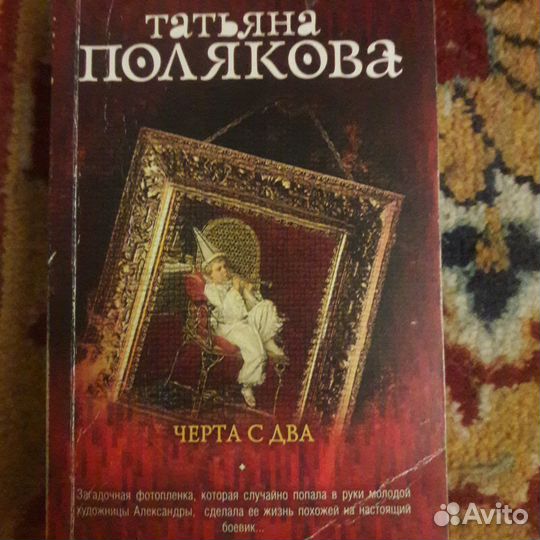 ТАТЬЯНА
ПОЛЯКОВА
ЧЕРТА С ДВА
Загадочная фотопленка, которая случайно попала в руки молодой
художницы Александры, сделала ее жизнь похожей на настоящий
боевик...
Avito